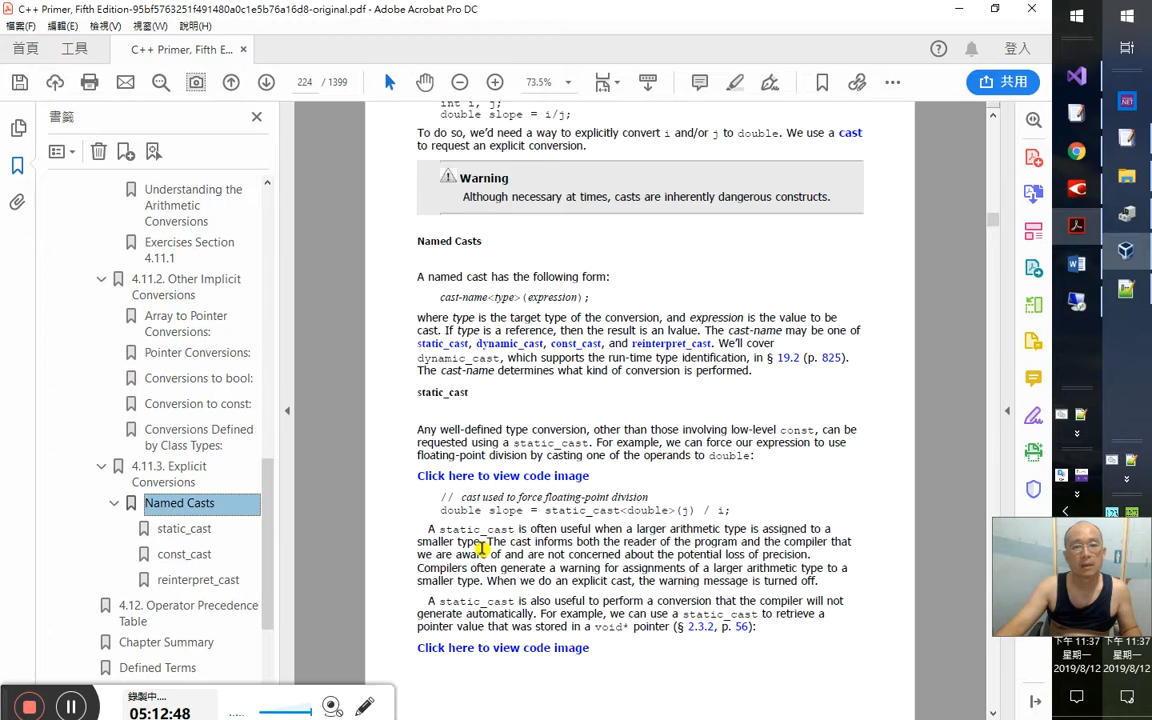 C++ Primer, Fifth Edition-95bf5763251f491480a0c1e5b76a16d8-original.pdf - Adobe Acrobat Pro DC
檔案(F) 編輯(E) 檢視(V) 視窗(W) 說明(H)
首頁 工具 C++ Primer, Fifth E... × 登入
224 / 1399 73.5% 共用
書籤
Understanding the
Arithmetic
Conversions
Exercises Section
4.11.1
4.11.2. Other Implicit
Conversions
Array to Pointer
Conversions:
Pointer Conversions:
Conversions to bool:
Conversion to const:
Conversions Defined
by Class Types:
4.11.3. Explicit
Conversions
Named Casts
static_cast
const_cast
reinterpret_cast
4.12. Operator Precedence
Table
Chapter Summary
Defined Terms
int i, j;
double slope = i/j;
To do so, we'd need a way to explicitly convert i and/or j to double. We use a cast
to request an explicit conversion.
Warning
Although necessary at times, casts are inherently dangerous constructs.
Named Casts
A named cast has the following form:
cast-name<type>(expression);
where type is the target type of the conversion, and expression is the value to be
cast. If type is a reference, then the result is an lvalue. The cast-name may be one of
static_cast, dynamic_cast, const_cast, and reinterpret_cast. We'll cover
dynamic_cast, which supports the run-time type identification, in § 19.2 (p. 825).
The cast-name determines what kind of conversion is performed.
static_cast
Any well-defined type conversion, other than those involving low-level const, can be
requested using a static_cast. For example, we can force our expression to use
floating-point division by casting one of the operands to double:
Click here to view code image
// cast used to force floating-point division
double slope = static_cast<double>(j) / i;
A static_cast is often useful when a larger arithmetic type is assigned to a
smaller type. The cast informs both the reader of the program and the compiler that
we are aware of and are not concerned about the potential loss of precision.
Compilers often generate a warning for assignments of a larger arithmetic type to a
smaller type. When we do an explicit cast, the warning message is turned off.
A static_cast is also useful to perform a conversion that the compiler will not
generate automatically. For example, we can use a static_cast to retrieve a
pointer value that was stored in a void* pointer (§ 2.3.2, p. 56):
Click here to view code image
錄製中....
05:12:48
下午 11:37
星期一
2019/8/12
下午 11:37
星期一
2019/8/12